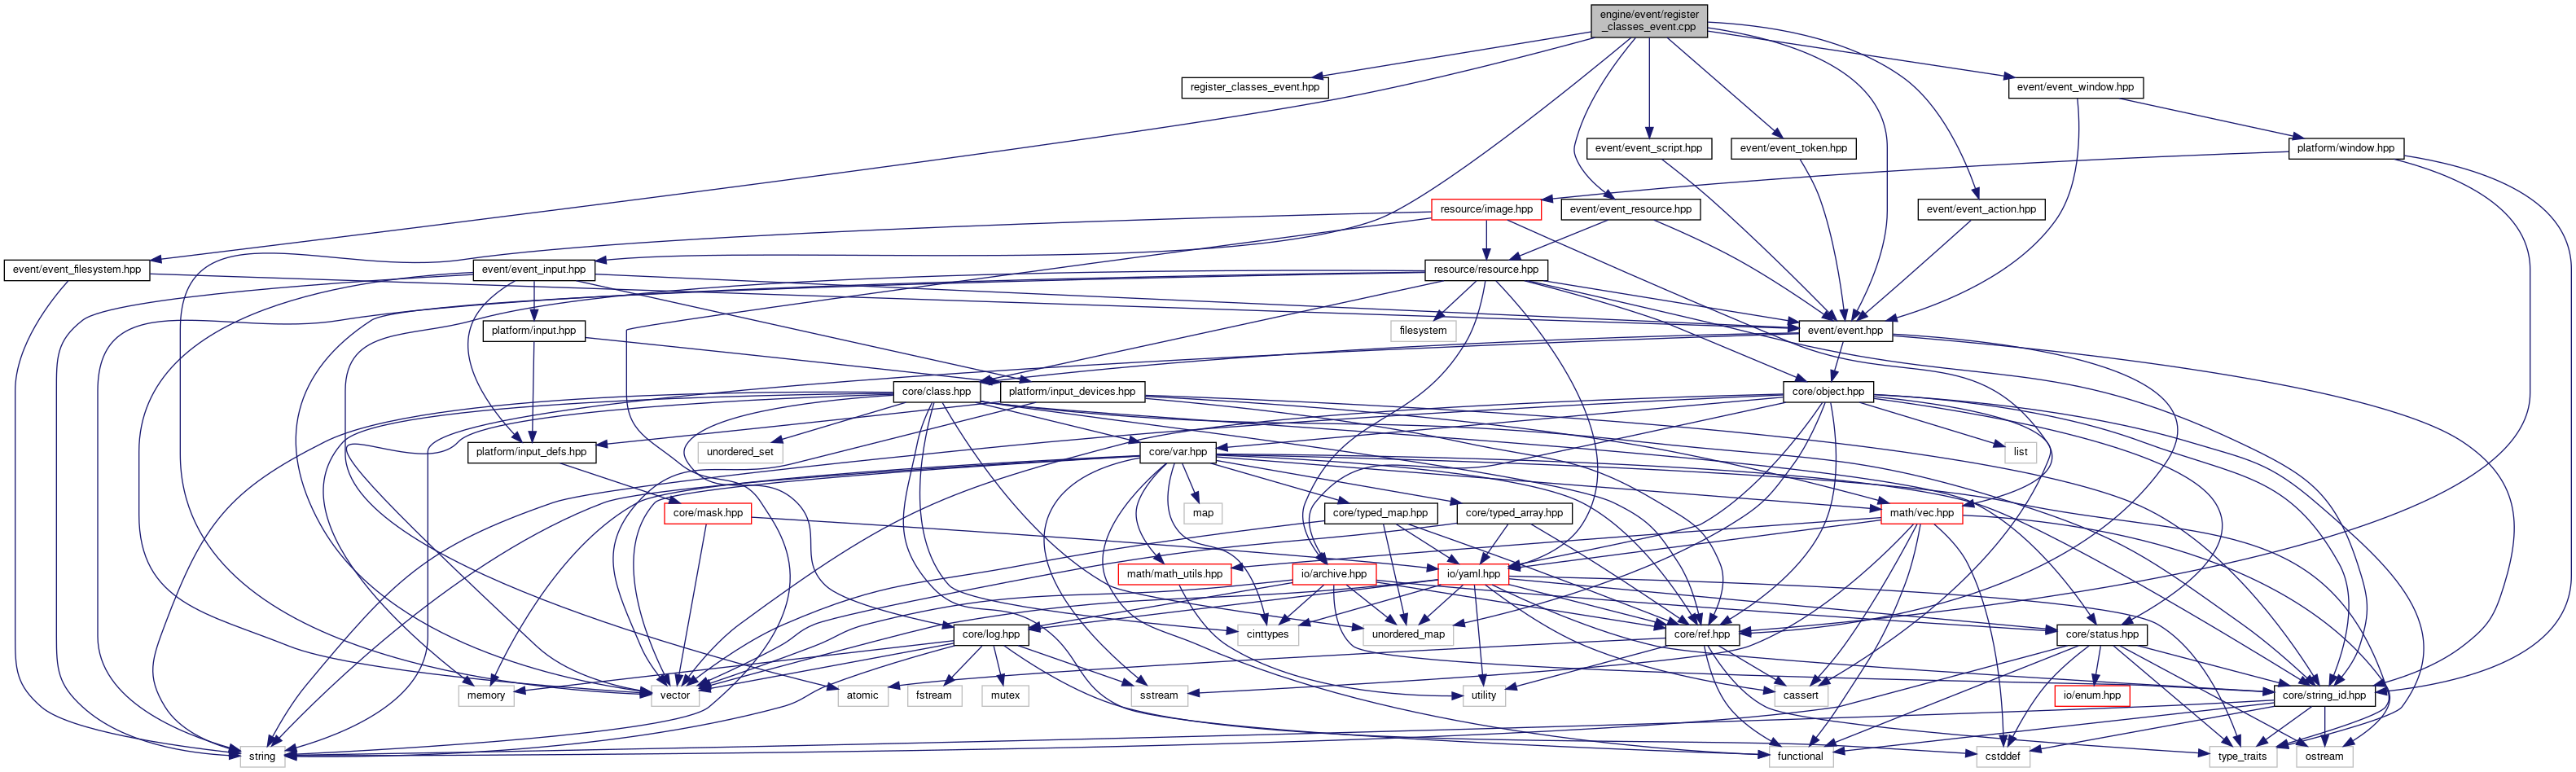 engine/event/register
_classes_event.cpp
register_classes_event.hpp
event/event_window.hpp
event/event_script.hpp
event/event_token.hpp
platform/window.hpp
resource/image.hpp
event/event_resource.hpp
event/event_action.hpp
event/event_filesystem.hpp
event/event_input.hpp
resource/resource.hpp
platform/input.hpp
filesystem
event/event.hpp
core/class.hpp
platform/input_devices.hpp
core/object.hpp
platform/input_defs.hpp
unordered_set
core/var.hpp
list
core/mask.hpp
map
core/typed_map.hpp
core/typed_array.hpp
math/vec.hpp
math/math_utils.hpp
io/archive.hpp
io/yaml.hpp
core/log.hpp
cinttypes
unordered_map
core/ref.hpp
core/status.hpp
memory
vector
atomic
fstream
mutex
sstream
utility
cassert
io/enum.hpp
core/string_id.hpp
string
functional
cstddef
type_traits
ostream